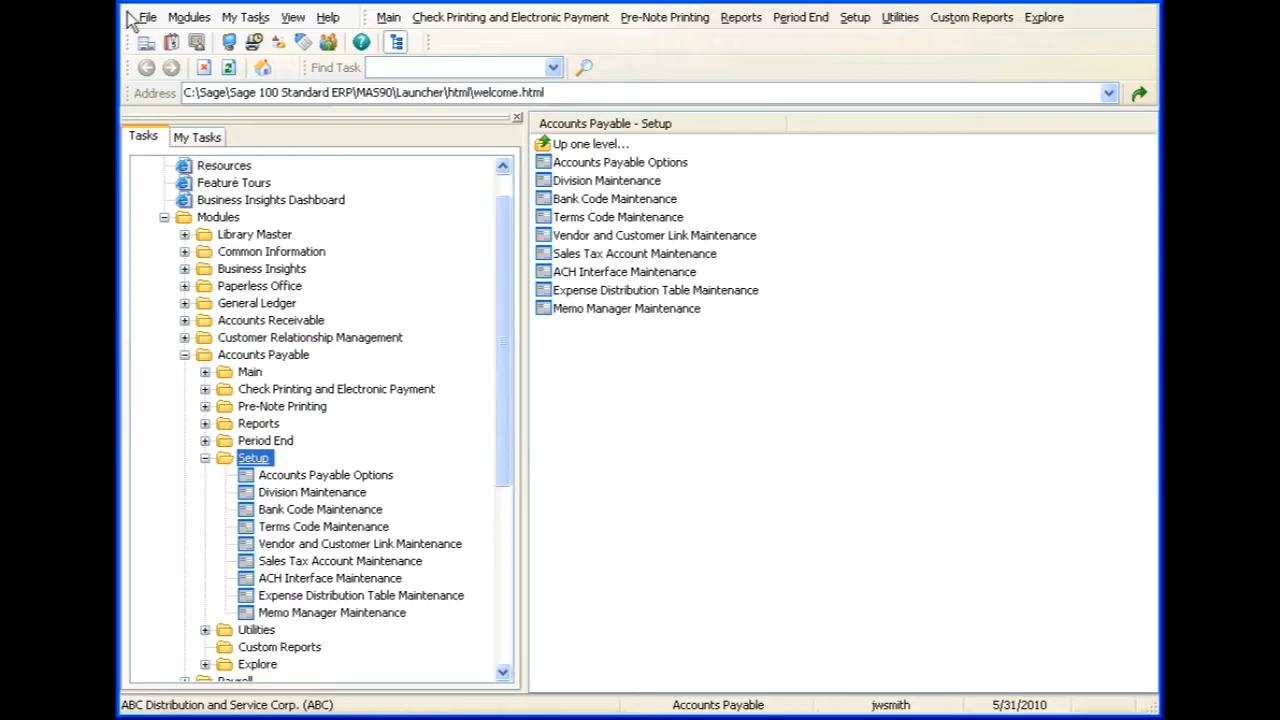 File Modules My Tasks View Help Main Check Printing and Electronic Payment Pre-Note Printing Reports Period End Setup Utilities Custom Reports Explore
Find Task
Address C:\Sage\Sage 100 Standard ERP\MAS90\Launcher\html\welcome.html
Tasks My Tasks
Resources
Feature Tours
Business Insights Dashboard
Modules
Library Master
Common Information
Business Insights
Paperless Office
General Ledger
Accounts Receivable
Customer Relationship Management
Accounts Payable
Main
Check Printing and Electronic Payment
Pre-Note Printing
Reports
Period End
Setup
Accounts Payable Options
Division Maintenance
Bank Code Maintenance
Terms Code Maintenance
Vendor and Customer Link Maintenance
Sales Tax Account Maintenance
ACH Interface Maintenance
Expense Distribution Table Maintenance
Memo Manager Maintenance
Utilities
Custom Reports
Explore
Payroll
Accounts Payable - Setup
Up one level...
Accounts Payable Options
Division Maintenance
Bank Code Maintenance
Terms Code Maintenance
Vendor and Customer Link Maintenance
Sales Tax Account Maintenance
ACH Interface Maintenance
Expense Distribution Table Maintenance
Memo Manager Maintenance
ABC Distribution and Service Corp. (ABC) Accounts Payable jwsmith 5/31/2010